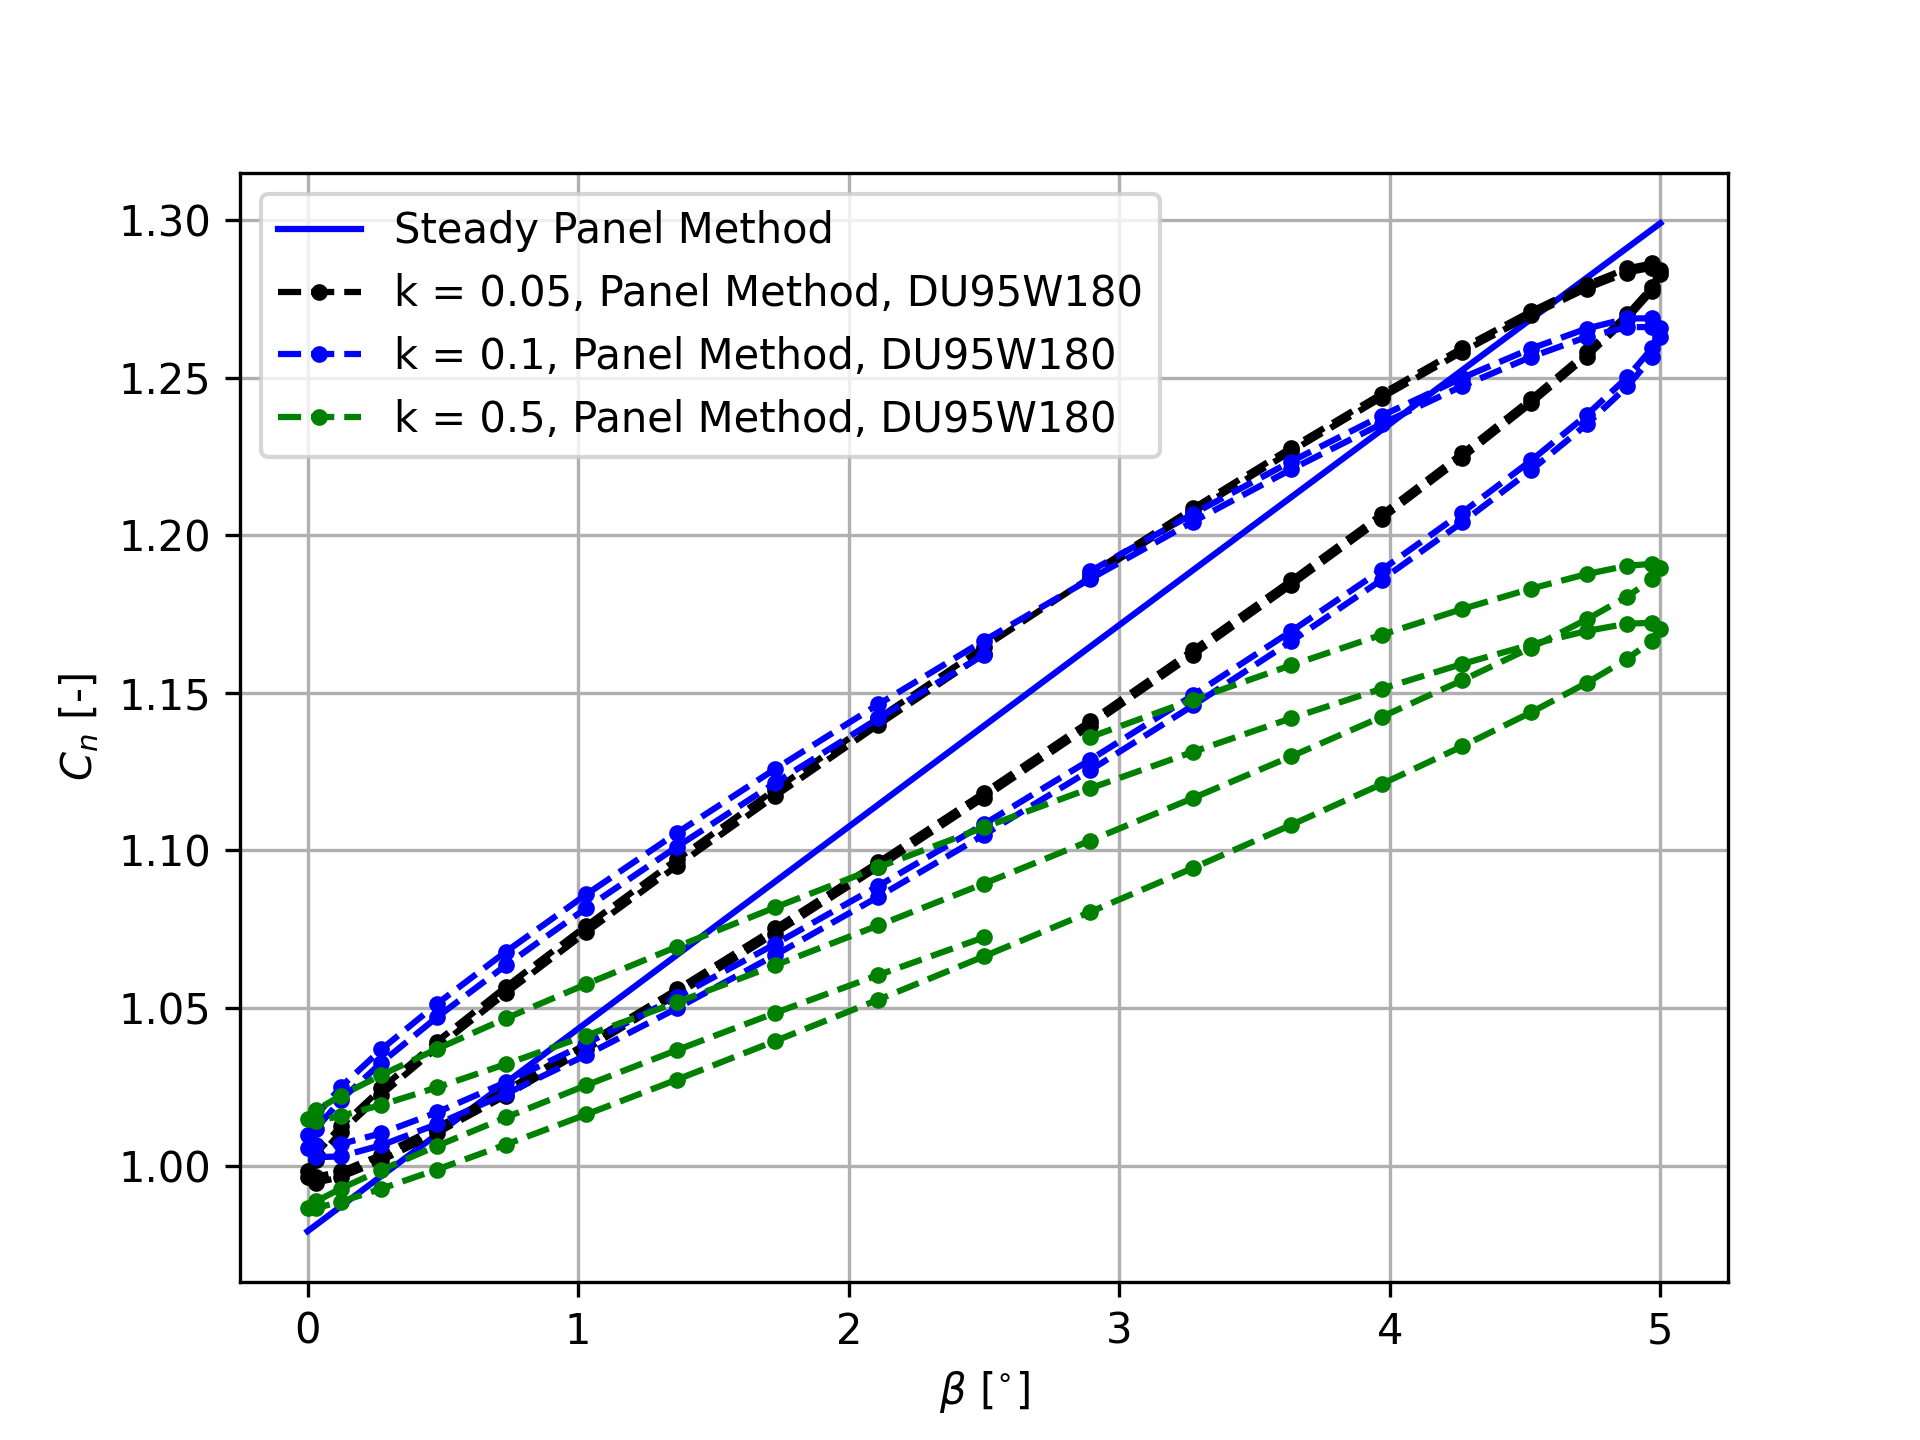 Steady Panel Method
k = 0.05, Panel Method, DU95W180
k = 0.1, Panel Method, DU95W180
k = 0.5, Panel Method, DU95W180
1.30
1.25
1.20
1.15
1.10
1.05
1.00
Cₙ [-]
0 1 2 3 4 5
β [°]